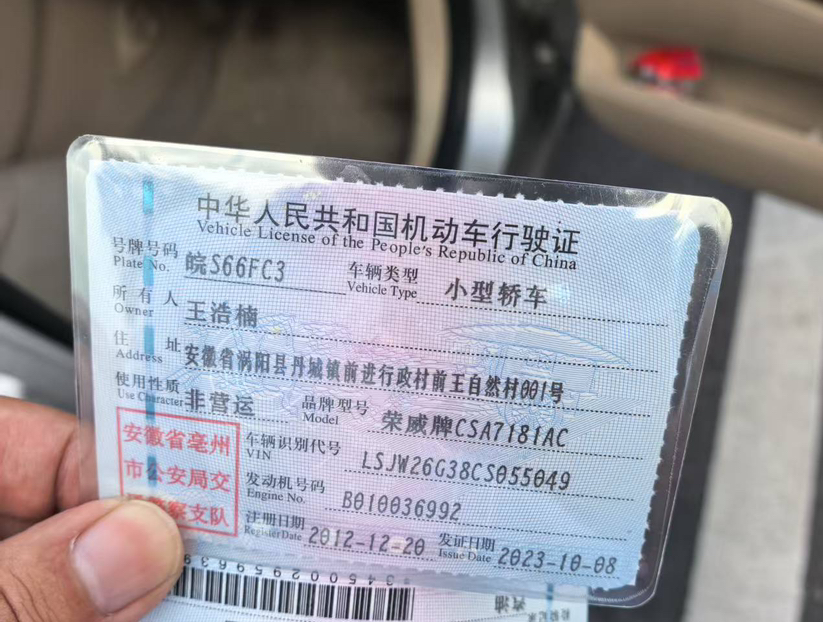 中华人民共和国机动车行驶证
Vehicle License of the People's Republic of China
号牌号码 皖S66FC3 车辆类型 小型轿车
Plate No. Vehicle Type
所有人 王浩楠
Owner
住址 安徽省涡阳县丹城镇前进行政村前王自然村001号
Address
使用性质 非营运 品牌型号 荣威牌CSA7181AC
Use Character Model
安徽省亳州
市公安局交
警察支队
车辆识别代号 LSJW26G38CS055049
VIN
发动机号码 B010036992
Engine No.
注册日期 2012-12-20 发证日期 2023-10-08
Register Date Issue Date